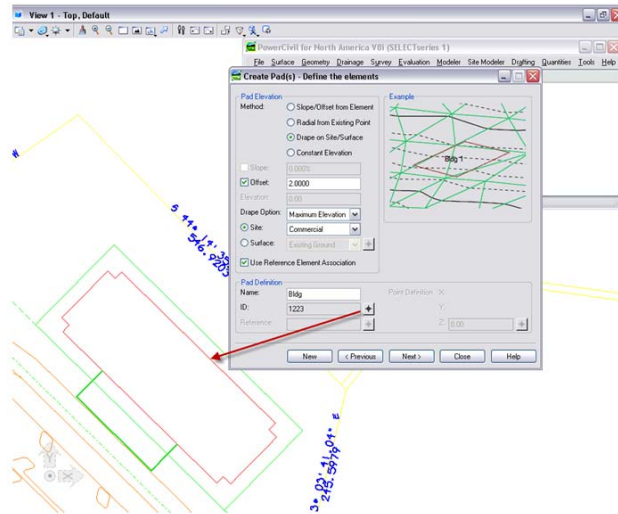 View 1 - Top, Default
PowerCivil for North America V8i (SELECTseries 1)
File Surface Geometry Drainage Survey Evaluation Modeler Site Modeler Drafting Quantities Tools Help
Create Pad(s) - Define the elements
Pad Elevation
Method:
Slope/Offset from Element
Radial from Existing Point
Drape on Site/Surface
Constant Elevation
Slope: 0.000%
Offset: 2.0000
Elevation: 0.00
Drape Option: Maximum Elevation
Site: Commercial
Surface: Existing Ground
Use Reference Element Association
Example
Bldg 1
Pad Definition
Name: Bldg
ID: 1223
Reference:
Point Definition X:
Y:
Z: 0.00
New < Previous Next > Close Help